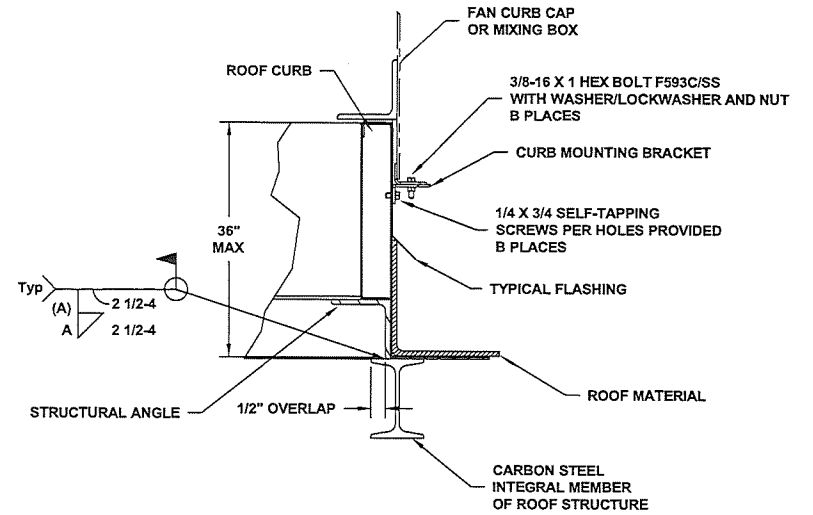 FAN CURB CAP
OR MIXING BOX
ROOF CURB
3/8-16 X 1 HEX BOLT F593C/SS
WITH WASHER/LOCKWASHER AND NUT
B PLACES
CURB MOUNTING BRACKET
36"
MAX
1/4 X 3/4 SELF-TAPPING
SCREWS PER HOLES PROVIDED
B PLACES
TYPICAL FLASHING
Typ
(A)
2 1/2-4
A
2 1/2-4
ROOF MATERIAL
STRUCTURAL ANGLE
1/2" OVERLAP
CARBON STEEL
INTEGRAL MEMBER
OF ROOF STRUCTURE